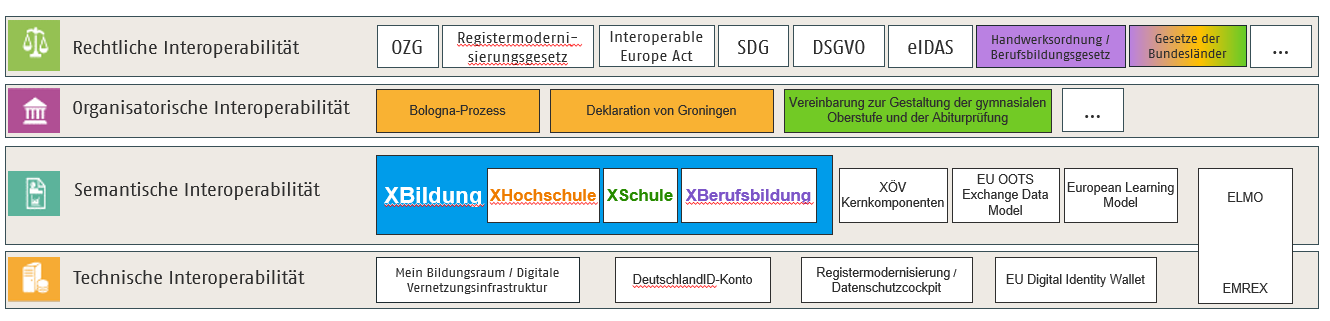 Rechtliche Interoperabilität
OZG
Registermoderni-
sierungsgesetz
Interoperable
Europe Act
SDG
DSGVO
eIDAS
Handwerksordnung /
Berufsbildungsgesetz
Gesetze der
Bundesländer
...
Organisatorische Interoperabilität
Bologna-Prozess
Deklaration von Groningen
Vereinbarung zur Gestaltung der gymnasialen
Oberstufe und der Abiturprüfung
...
Semantische Interoperabilität
XBildung
XHochschule
XSchule
XBerufsbildung
XÖV
Kernkomponenten
EU OOTS
Exchange Data
Model
European Learning
Model
ELMO
Technische Interoperabilität
Mein Bildungsraum / Digitale
Vernetzungsinfrastruktur
DeutschlandID-Konto
Registermodernisierung /
Datenschutzcockpit
EU Digital Identity Wallet
EMREX